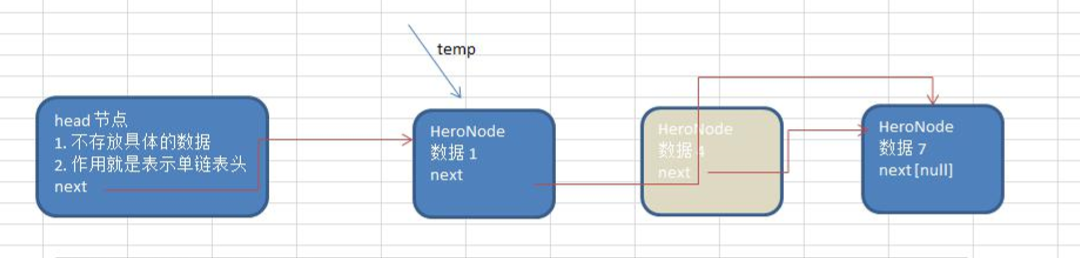 temp
head 节点
1. 不存放具体的数据
2. 作用就是表示单链表头
next
HeroNode
数据 1
next
HeroNode
数据 4
next
HeroNode
数据 7
next [null]